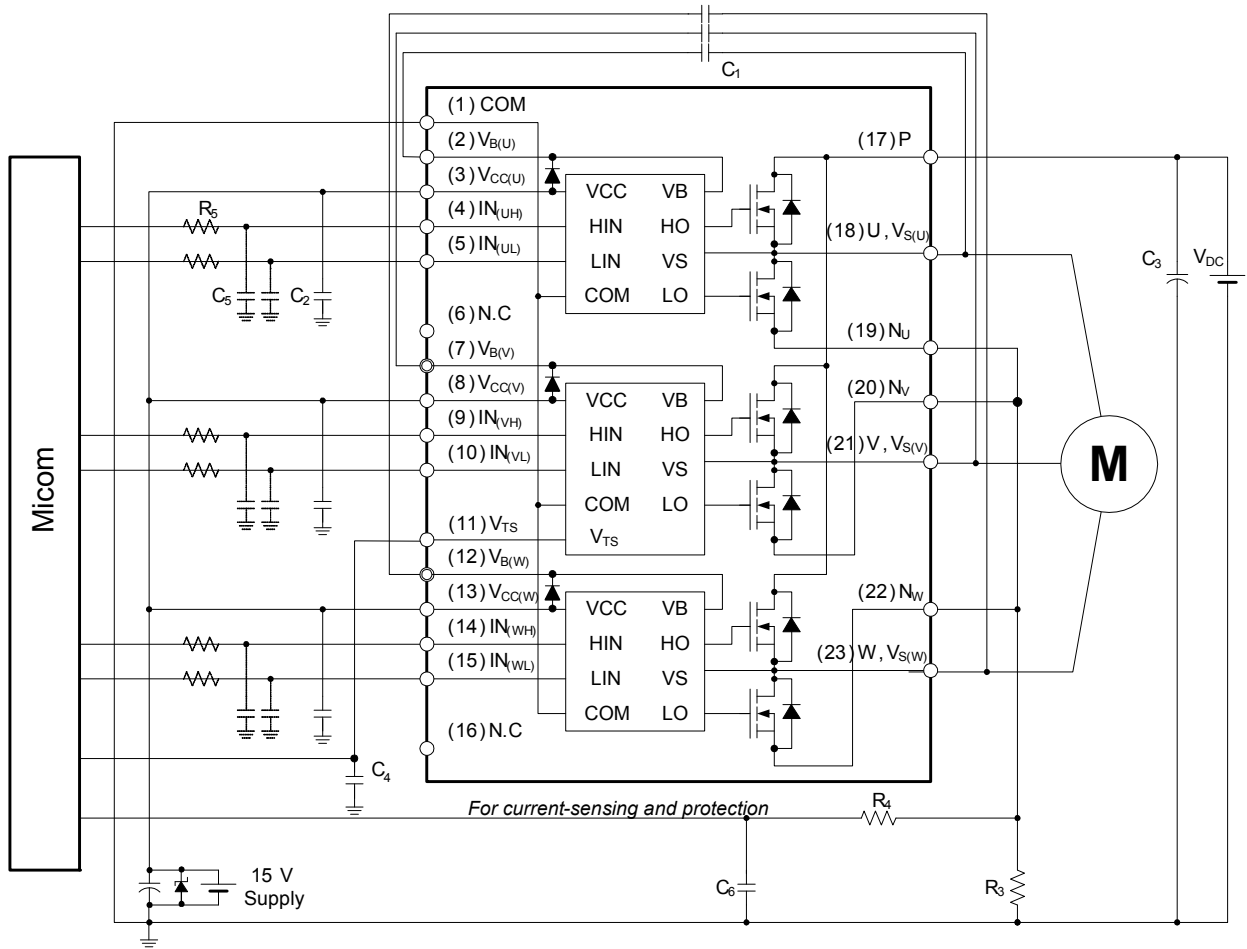 C1
(1) COM
(2) VB(U)
(3) VCC(U)
(4) IN(UH)
(5) IN(UL)
(6) N.C
(7) VB(V)
(8) VCC(V)
(9) IN(VH)
(10) IN(VL)
(11) VTS
(12) VB(W)
(13) VCC(W)
(14) IN(WH)
(15) IN(WL)
(16) N.C
VCC VB
HIN HO
LIN VS
COM LO
VCC VB
HIN HO
LIN VS
COM LO
VTS
VCC VB
HIN HO
LIN VS
COM LO
(17) P
(18) U, VS(U)
(19) NU
(20) NV
(21) V, VS(V)
(22) NW
(23) W, VS(W)
Micom
R5
C5
C2
C4
C3
VDC
M
For current-sensing and protection
R4
C6
R3
15 V
Supply